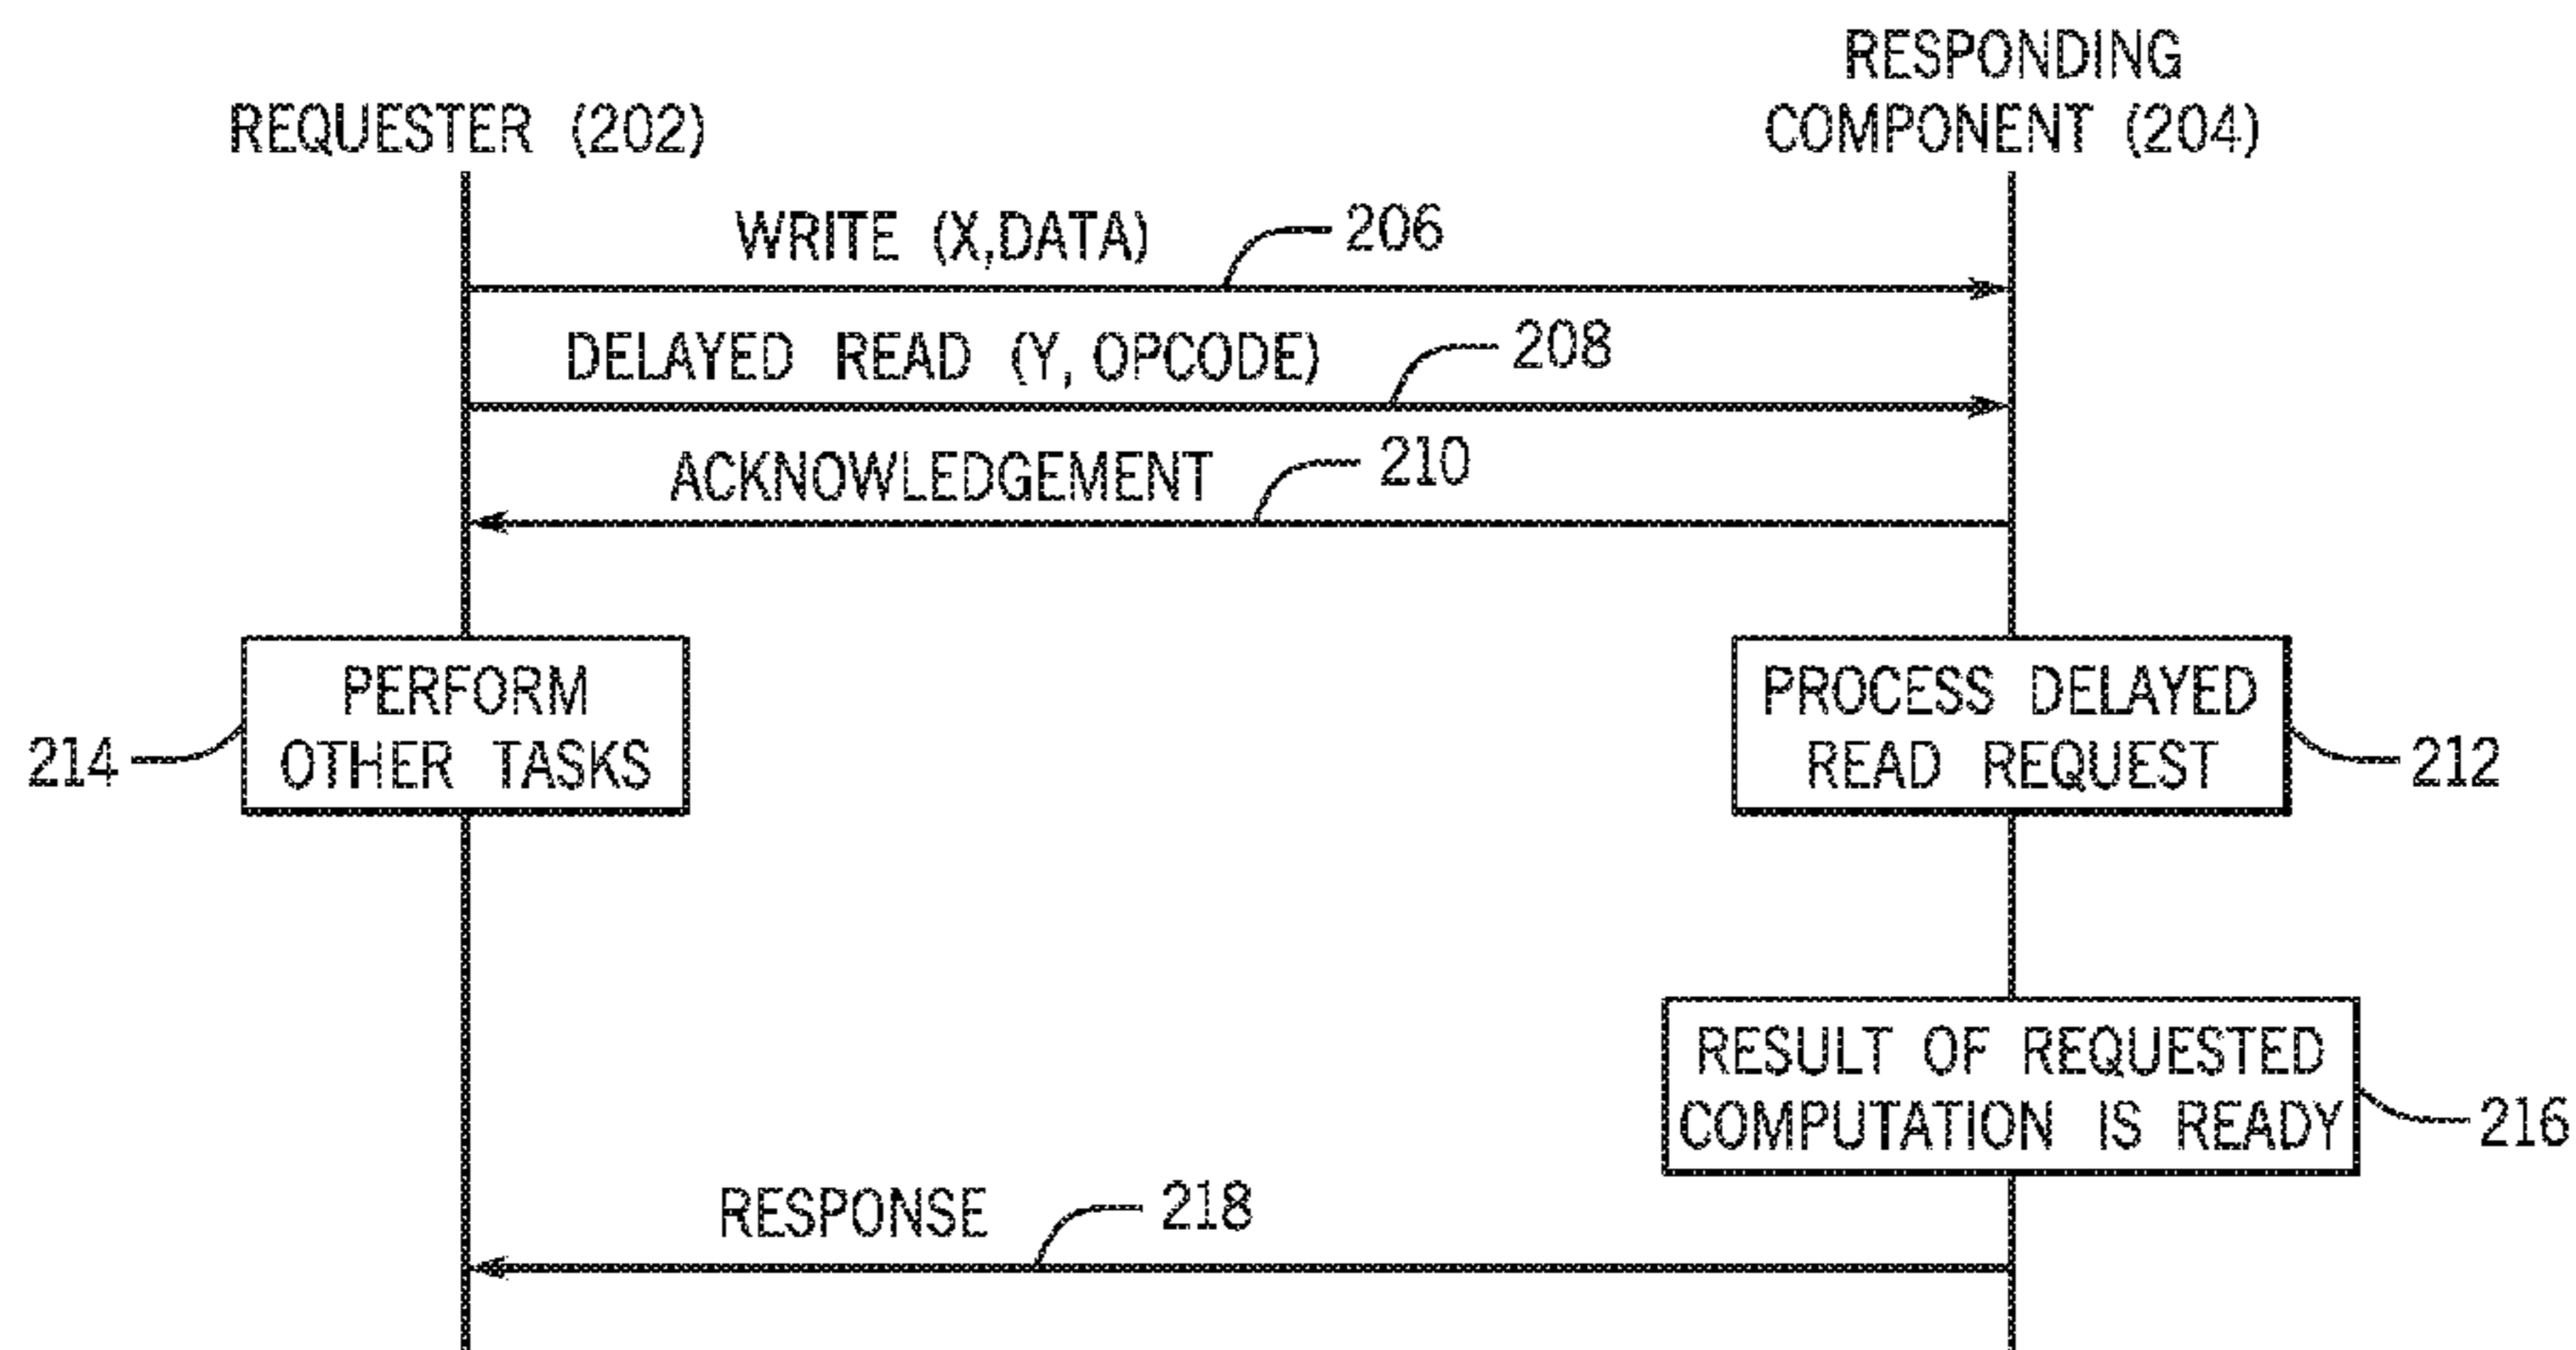 REQUESTER (202)
RESPONDING
COMPONENT (204)
WRITE (X,DATA)
206
DELAYED READ (Y, OPCODE)
208
ACKNOWLEDGEMENT
210
214
PERFORM
OTHER TASKS
PROCESS DELAYED
READ REQUEST
212
RESULT OF REQUESTED
COMPUTATION IS READY
216
RESPONSE
218